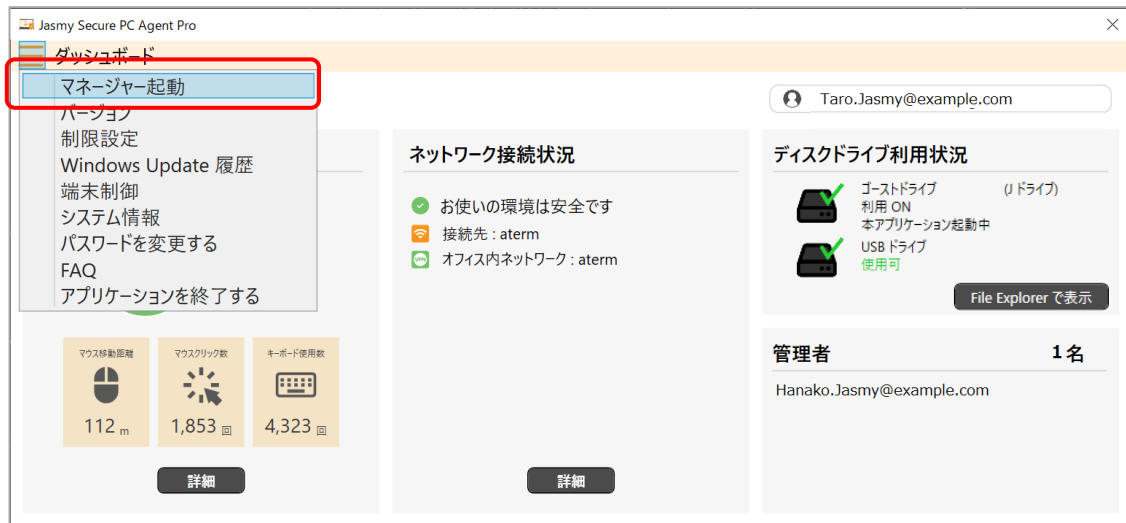 Jasmy Secure PC Agent Pro
ダッシュボード
マネージャー起動
バージョン
制限設定
Windows Update 履歴
端末制御
システム情報
パスワードを変更する
FAQ
アプリケーションを終了する
マウス移動距離
112 m
マウスクリック数
1,853 回
キーボード使用数
4,323 回
詳細
ネットワーク接続状況
お使いの環境は安全です
接続先 : aterm
VPN
オフィス内ネットワーク : aterm
詳細
Taro.Jasmy@example.com
ディスクドライブ利用状況
ゴーストドライブ (J ドライブ)
利用 ON
本アプリケーション起動中
USB ドライブ
使用可
File Explorer で表示
管理者 1 名
Hanako.Jasmy@example.com